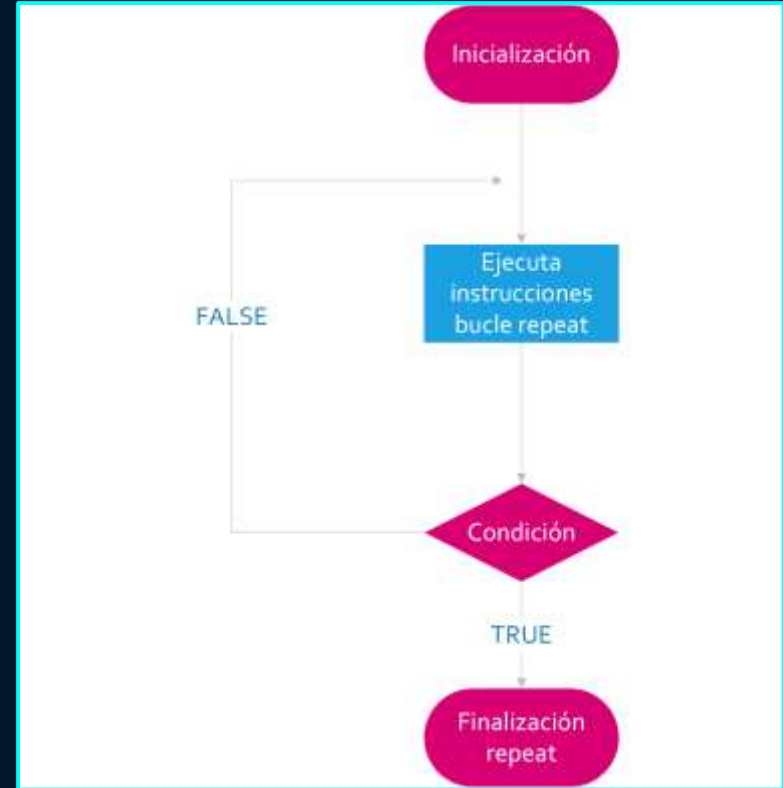 Inicialización
Ejecuta
instrucciones
bucle repeat
FALSE
Condición
TRUE
Finalización
repeat